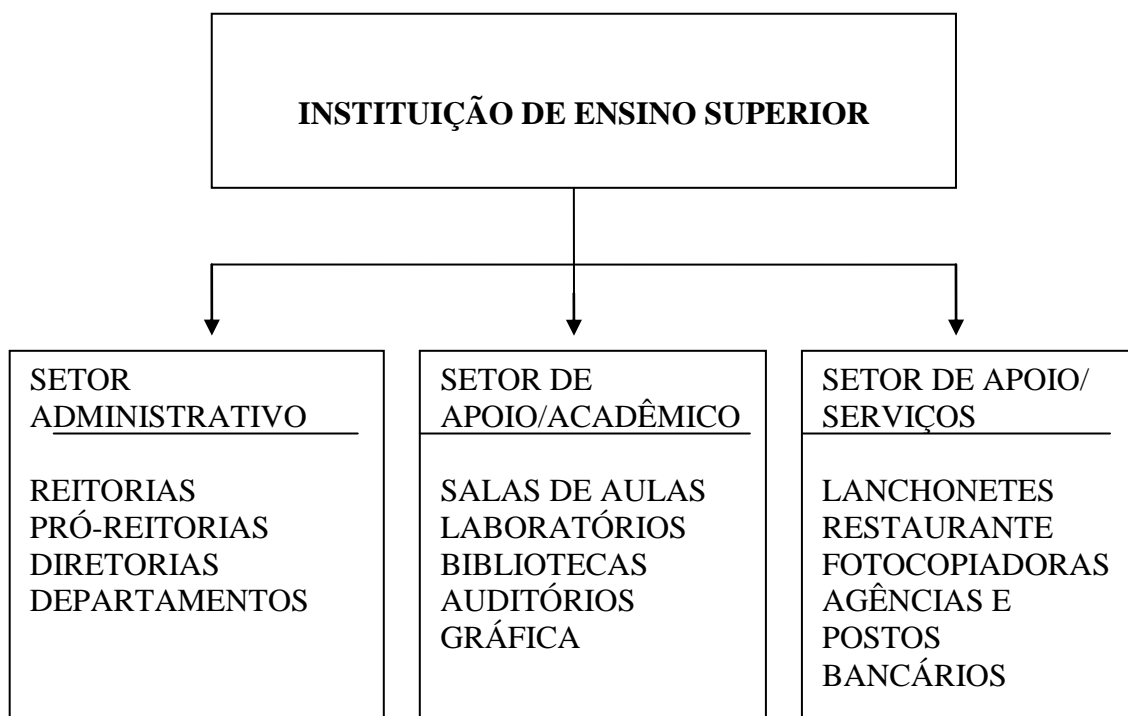 INSTITUIÇÃO DE ENSINO SUPERIOR
SETOR
ADMINISTRATIVO
REITORIAS
PRÓ-REITORIAS
DIRETORIAS
DEPARTAMENTOS
SETOR DE
APOIO/ACADÊMICO
SALAS DE AULAS
LABORATÓRIOS
BIBLIOTECAS
AUDITÓRIOS
GRÁFICA
SETOR DE APOIO/
SERVIÇOS
LANCHONETES
RESTAURANTE
FOTOCOPIADORAS
AGÊNCIAS E
POSTOS
BANCÁRIOS